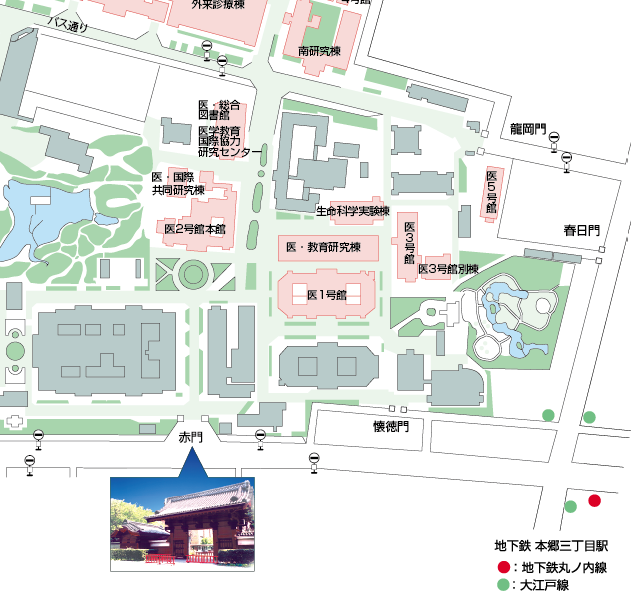 外来診療棟
バス通り
南研究棟
医・総合
図書館
医学教育
国際協力
研究センター
龍岡門
医・国際
共同研究棟
医5号館
生命科学実験棟
医2号館本館
医3号館
春日門
医・教育研究棟
医3号館別棟
医1号館
懐徳門
赤門
地下鉄 本郷三丁目駅
：地下鉄丸ノ内線
：大江戸線